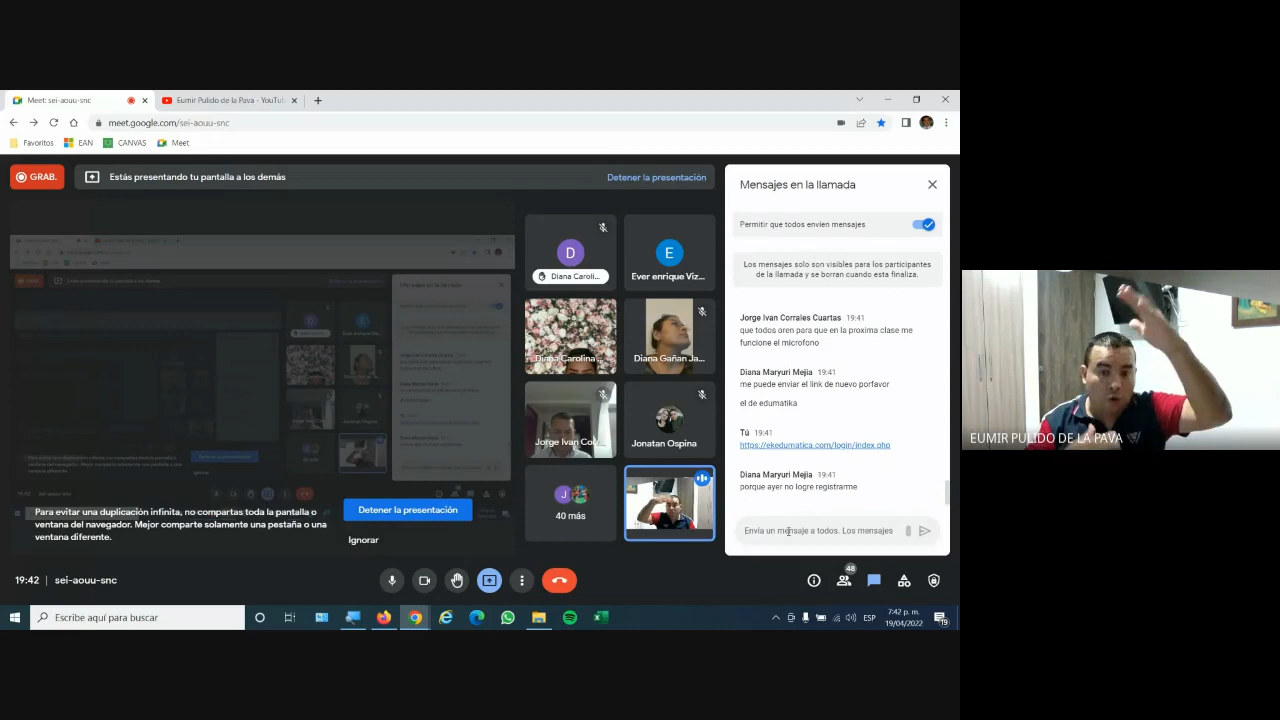 Meet: sei-aouu-snc
Eumir Pulido de la Pava - YouTu
meet.google.com/sei-aouu-snc
Favoritos
EAN
CANVAS
Meet
GRAB.
Estás presentando tu pantalla a los demás
Detener la presentación
Mensajes en la llamada
Permitir que todos envíen mensajes
Los mensajes solo son visibles para los participantes
de la llamada y se borran cuando esta finaliza.
Jorge Ivan Corrales Cuartas 19:41
que todos oren para que en la proxima clase me
funcione el microfono
Diana Maryuri Mejia 19:41
me puede enviar el link de nuevo porfavor
el de edumatika
Tú 19:41
https://ekedumatica.com/login/index.php
Diana Maryuri Mejia 19:41
porque ayer no logre registrarme
Envía un mensaje a todos. Los mensajes
D
Diana Caroli...
E
Ever enrique Viz...
Diana Carolina
Diana Gañan Ja...
Jorge Ivan Cor
Jonatan Ospina
J
40 más
Para evitar una duplicación infinita, no compartas toda la pantalla o
ventana del navegador. Mejor comparte solamente una pestaña o una
ventana diferente.
Detener la presentación
Ignorar
19:42
sei-aouu-snc
48
Escribe aquí para buscar
ESP
7:42 p. m.
19/04/2022
19
EUMIR PULIDO DE LA PAVA